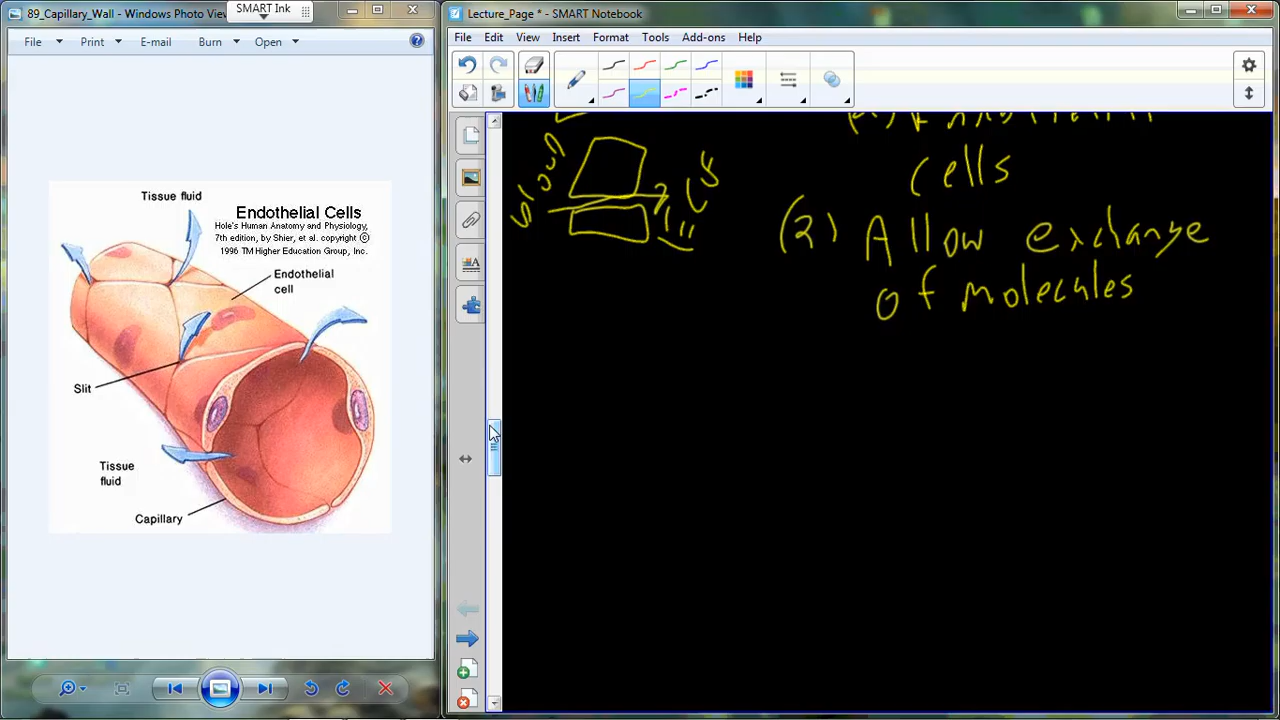 89_Capillary_Wall - Windows Photo View
SMART Ink
File Print E-mail Burn Open
Tissue fluid
Endothelial Cells
Hole's Human Anatomy and Physiology,
7th edition, by Shier, et al. copyright ©
1996 TM Higher Education Group, Inc.
Endothelial
cell
Slit
Tissue
fluid
Capillary
Lecture_Page * - SMART Notebook
File Edit View Insert Format Tools Add-ons Help
cells
(2) Allow exchange
of molecules